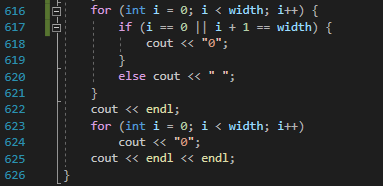 616 for (int i = 0; i < width; i++) {
617 if (i == 0 || i + 1 == width) {
618 cout << "0";
619 }
620 else cout << " ";
621 }
622 cout << endl;
623 for (int i = 0; i < width; i++)
624 cout << "0";
625 cout << endl << endl;
626 }